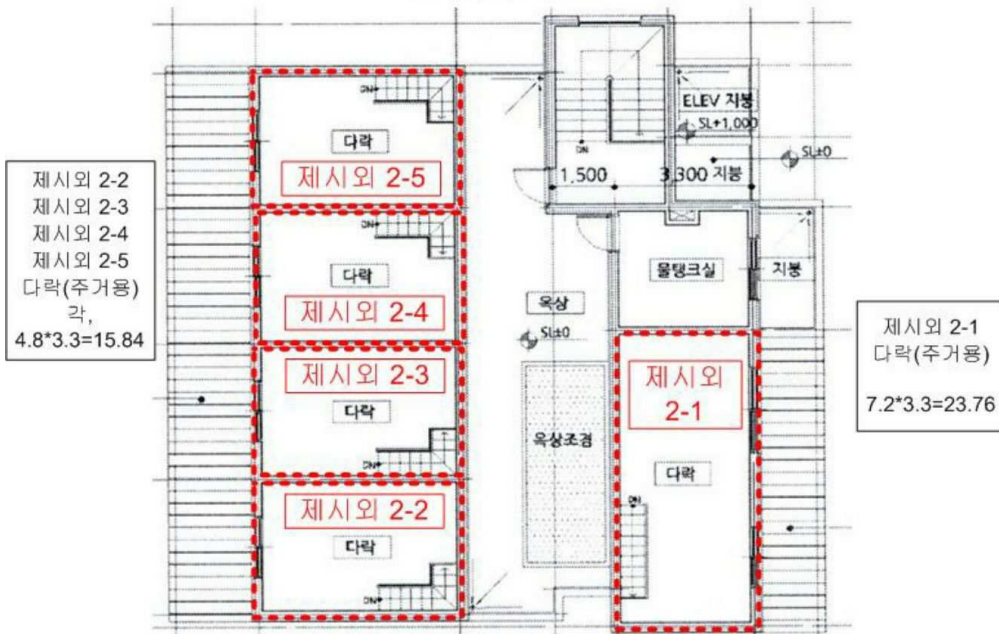 제시외 2-2
제시외 2-3
제시외 2-4
제시외 2-5
다락(주거용)
각,
4.8*3.3=15.84
DN
다락
제시외 2-5
다락
제시외 2-4
제시외 2-3
다락
DN
제시외 2-2
다락
DN
DN
1,500
3,300
지붕
ELEV 지붕
SL+1,000
SL±0
물탱크실
지붕
옥상
SL±0
옥상조경
제시외
2-1
다락
DN
제시외 2-1
다락(주거용)
7.2*3.3=23.76